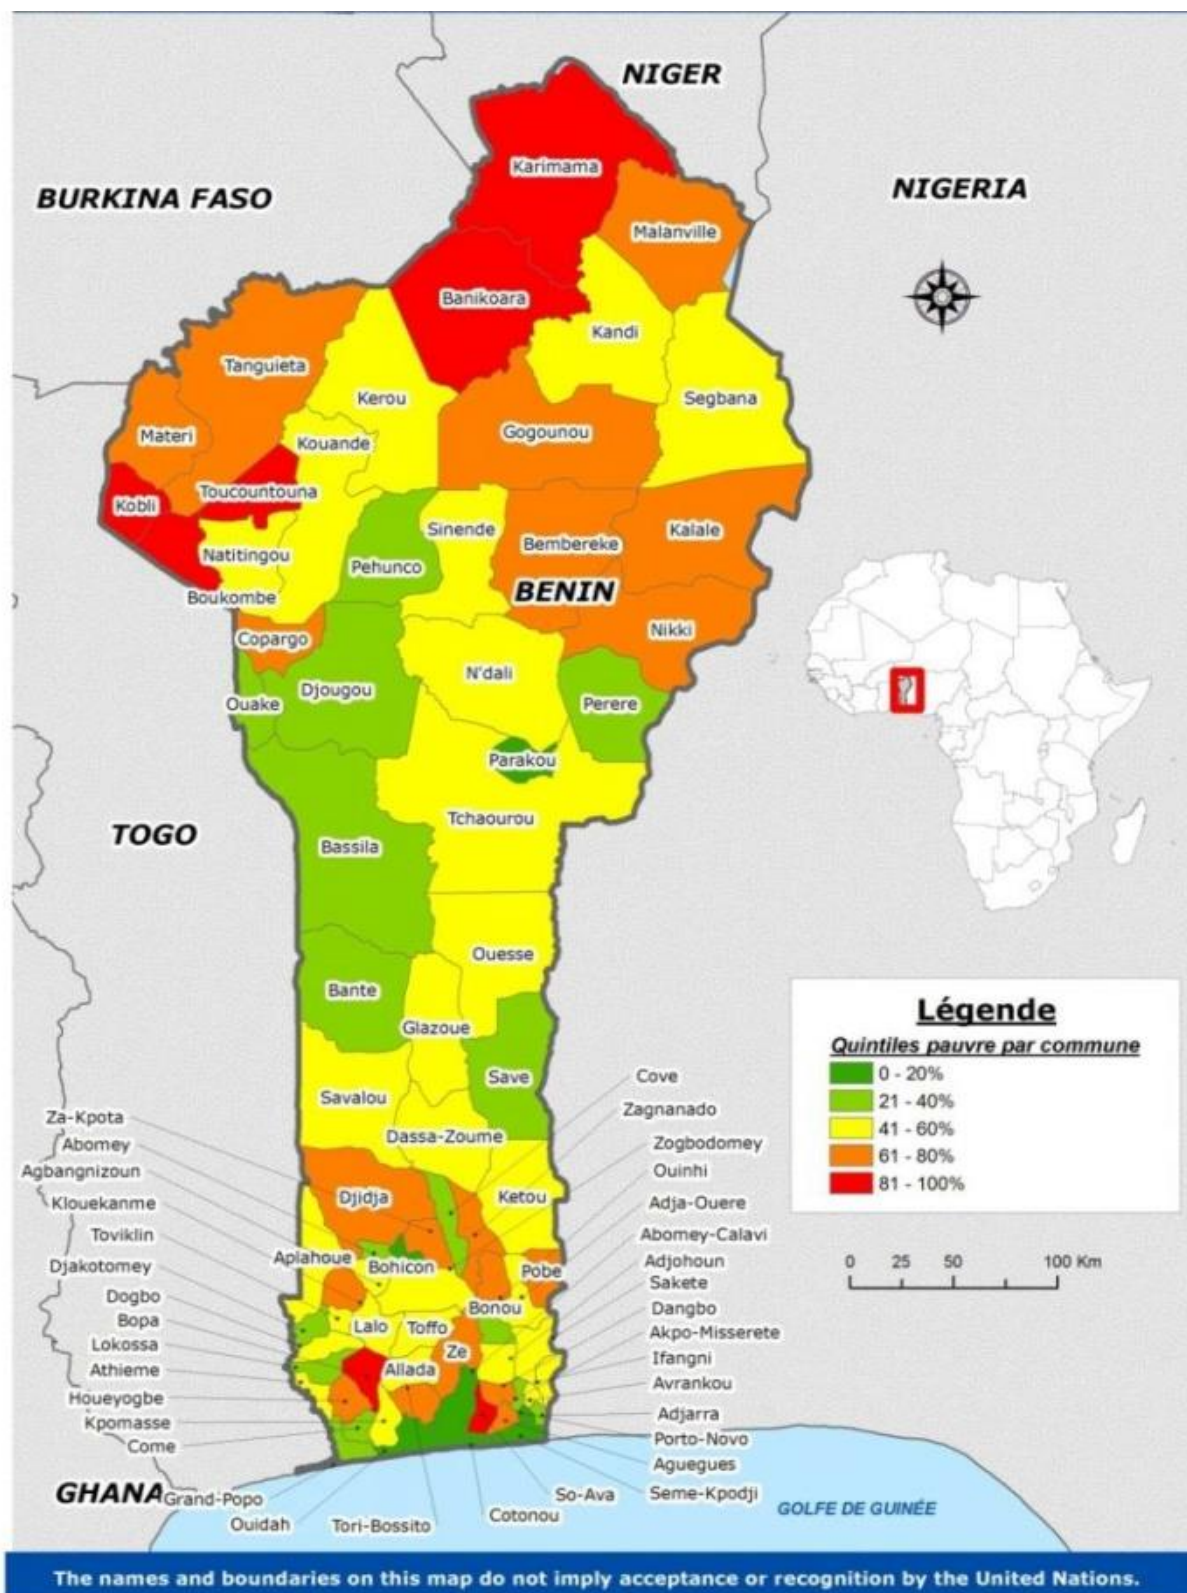 NIGER
BURKINA FASO
NIGERIA
Karimama
Malanville
Banikoara
Kandi
Tanguieta
Kerou
Segbana
Materi
Kouande
Gogounou
Kobli
Toucountouna
Sinende
Kalale
Natitingou
Pehunco
Bembereke
Boukombe
BENIN
Copargo
Nikki
N'dali
Ouake
Djougou
Perere
Parakou
TOGO
Tchaourou
Bassila
Ouesse
Bante
Glazoue
Légende
Quintiles pauvre par commune
0 - 20%
21 - 40%
41 - 60%
61 - 80%
81 - 100%
Save
Savalou
Dassa-Zoume
Cove
Zagnanado
Zogbodomey
Ouinhi
Adja-Ouere
Abomey-Calavi
Adjohoun
Sakete
Dangbo
Akpo-Misserete
Ifangni
Avrankou
Adjarra
Porto-Novo
Aguegues
Seme-Kpodji
Za-Kpota
Abomey
Agbangnizoun
Klouekanme
Toviklin
Djakotomey
Dogbo
Bopa
Lokossa
Athieme
Houeyogbe
Kpomasse
Come
Djidja
Ketou
Aplahoue
Bohicon
Pobe
Bonou
Lalo
Toffo
Ze
Allada
0 25 50 100 Km
GHANA
Grand-Popo
Ouidah
Tori-Bossito
Cotonou
So-Ava
GOLFE DE GUINÉE
The names and boundaries on this map do not imply acceptance or recognition by the United Nations.